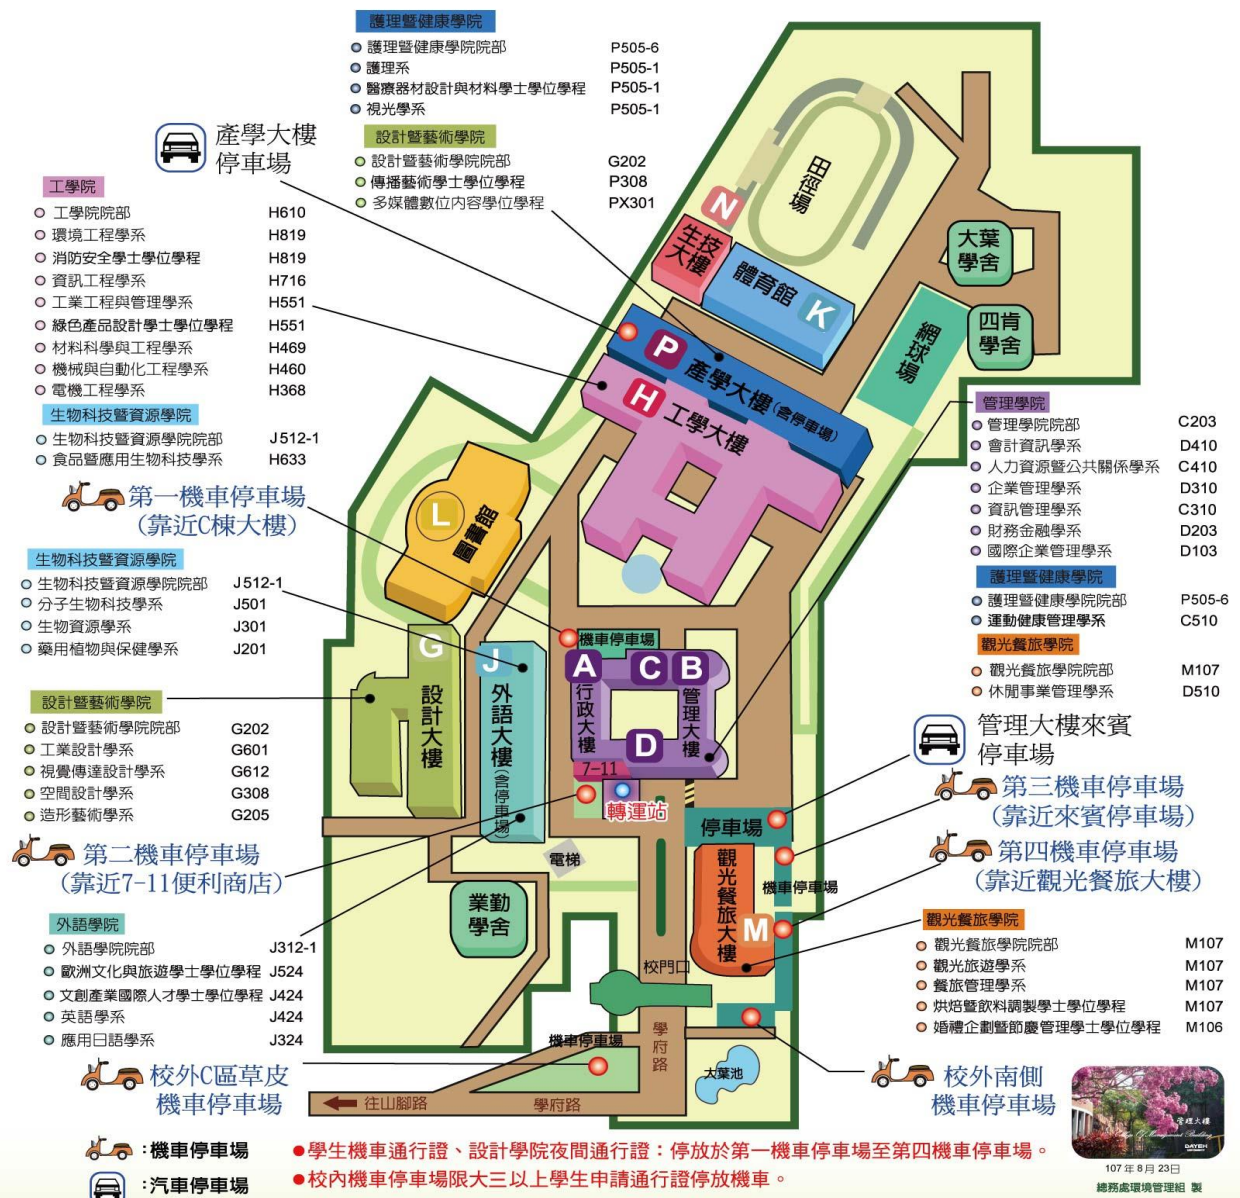 護理暨健康學院
護理暨健康學院院部 P505-6
護理系 P505-1
醫療器材設計與材料學士學位學程 P505-1
視光學系 P505-1
設計暨藝術學院
設計暨藝術學院院部 G202
傳播藝術學士學位學程 P308
多媒體數位內容學位學程 PX301
產學大樓
停車場
工學院
工學院院部 H610
環境工程學系 H819
消防安全學士學位學程 H819
資訊工程學系 H716
工業工程與管理學系 H551
綠色產品設計學士學位學程 H551
材料科學與工程學系 H469
機械與自動化工程學系 H460
電機工程學系 H368
生物科技暨資源學院
生物科技暨資源學院院部 J512-1
食品暨應用生物科技學系 H633
第一機車停車場
(靠近C棟大樓)
生物科技暨資源學院
生物科技暨資源學院院部 J512-1
分子生物科技學系 J501
生物資源學系 J301
藥用植物與保健學系 J201
設計暨藝術學院
設計暨藝術學院院部 G202
工業設計學系 G601
視覺傳達設計學系 G612
空間設計學系 G308
造形藝術學系 G205
第二機車停車場
(靠近7-11便利商店)
外語學院
外語學院院部 J312-1
歐洲文化與旅遊學士學位學程 J524
文創產業國際人才學士學位學程 J424
英語學系 J424
應用日語學系 J324
校外C區草皮
機車停車場
田徑場
N
生技大樓
體育館
K
大葉
學舍
四肯
學舍
網球場
P
產學大樓(含停車場)
H
工學大樓
L
圖書館
G
設計大樓
J
外語大樓(含停車場)
機車停車場
A
行政大樓
C
B
管理大樓
D
7-11
轉運站
停車場
電梯
業勤
學舍
觀光餐旅大樓
M
機車停車場
校門口
機車停車場
學府路
大葉池
往山腳路
學府路
管理學院
管理學院院部 C203
會計資訊學系 D410
人力資源暨公共關係學系 C410
企業管理學系 D310
資訊管理學系 C310
財務金融學系 D203
國際企業管理學系 D103
護理暨健康學院
護理暨健康學院院部 P505-6
運動健康管理學系 C510
觀光餐旅學院
觀光餐旅學院院部 M107
休閒事業管理學系 D510
管理大樓來賓
停車場
第三機車停車場
(靠近來賓停車場)
第四機車停車場
(靠近觀光餐旅大樓)
觀光餐旅學院
觀光餐旅學院院部 M107
觀光旅遊學系 M107
餐旅管理學系 M107
烘焙暨飲料調製學士學位學程 M107
婚禮企劃暨節慶管理學士學位學程 M106
校外南側
機車停車場
:機車停車場
:汽車停車場
●學生機車通行證、設計學院夜間通行證：停放於第一機車停車場至第四機車停車場。
●校內機車停車場限大三以上學生申請通行證停放機車。
管理大樓
DAYEH
107年8月23日
總務處環境管理組 製